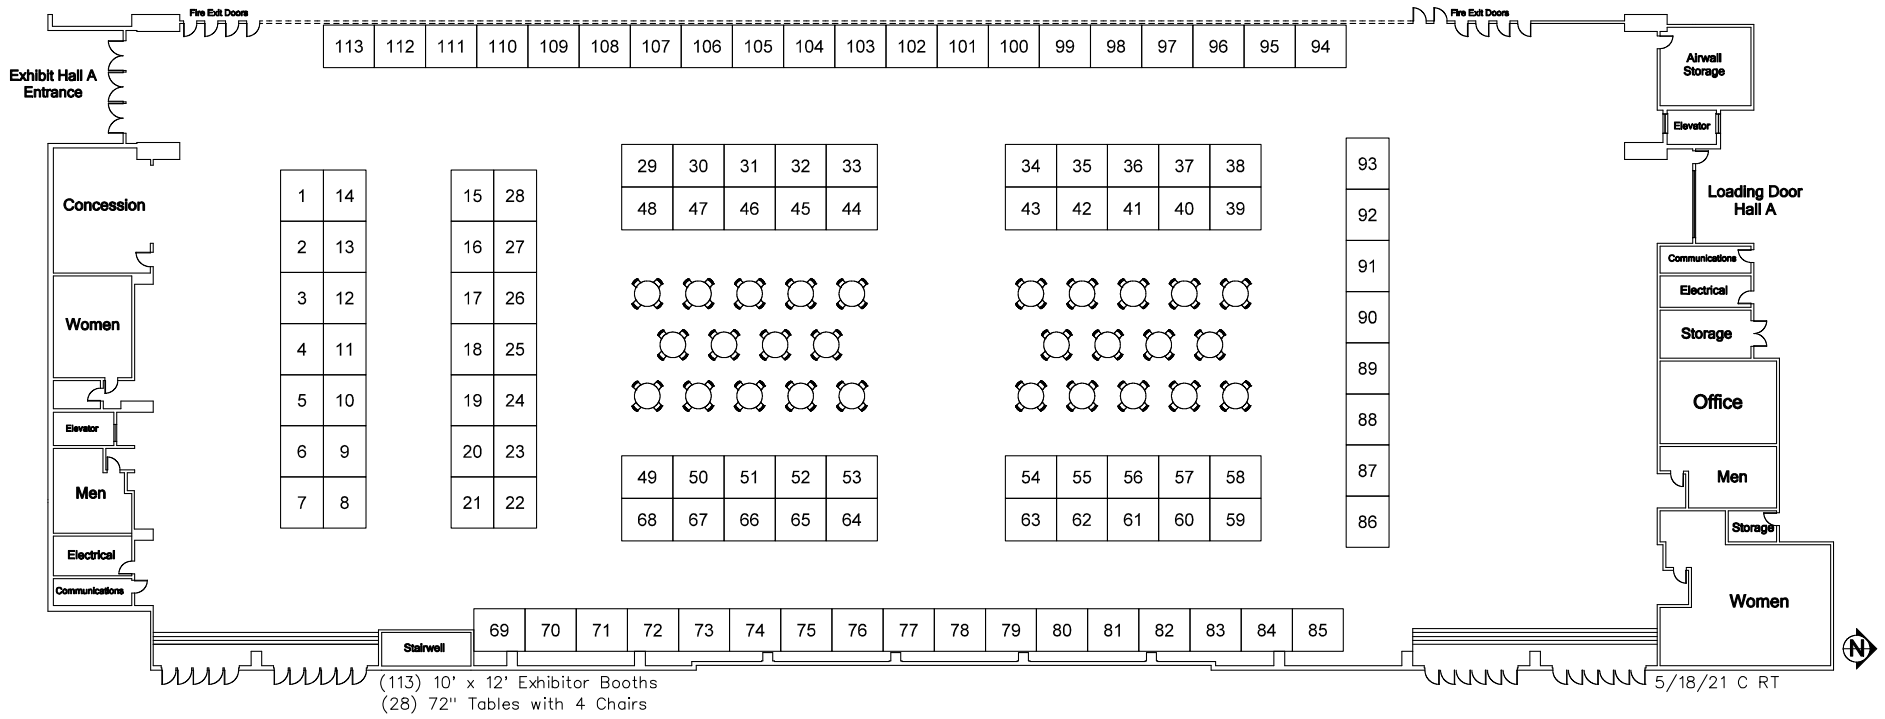 Fire Exit Doors
Fire Exit Doors
113 112 111 110 109 108 107 106 105 104 103 102 101 100 99 98 97 96 95 94
Exhibit Hall A
Entrance
Airwall
Storage
Elevator
29 30 31 32 33
34 35 36 37 38
48 47 46 45 44
43 42 41 40 39
93
92
91
90
89
88
87
86
Concession
1 14
2 13
3 12
4 11
5 10
6 9
7 8
15 28
16 27
17 26
18 25
19 24
20 23
21 22
Loading Door
Hall A
Communications
Electrical
Storage
Office
Men
Storage
Women
Women
Elevator
Men
Electrical
Communications
49 50 51 52 53
54 55 56 57 58
68 67 66 65 64
63 62 61 60 59
69 70 71 72 73 74 75 76 77 78 79 80 81 82 83 84 85
Stairwell
N
(113) 10' x 12' Exhibitor Booths
(28) 72" Tables with 4 Chairs
5/18/21 C RT